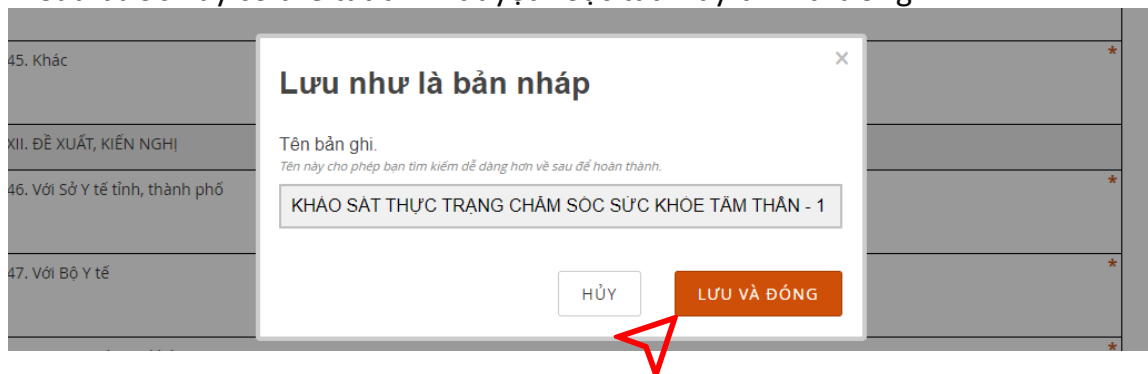 45. Khác
*
Lưu như là bản nháp
×
XII. ĐỀ XUẤT, KIẾN NGHỊ
Tên bản ghi.
Tên này cho phép bạn tìm kiếm dễ dàng hơn về sau để hoàn thành.
46. Với Sở Y tế tỉnh, thành phố
*
KHẢO SÁT THỰC TRẠNG CHĂM SÓC SỨC KHỎE TÂM THẦN - 1
47. Với Bộ Y tế
*
HỦY
LƯU VÀ ĐÓNG
*